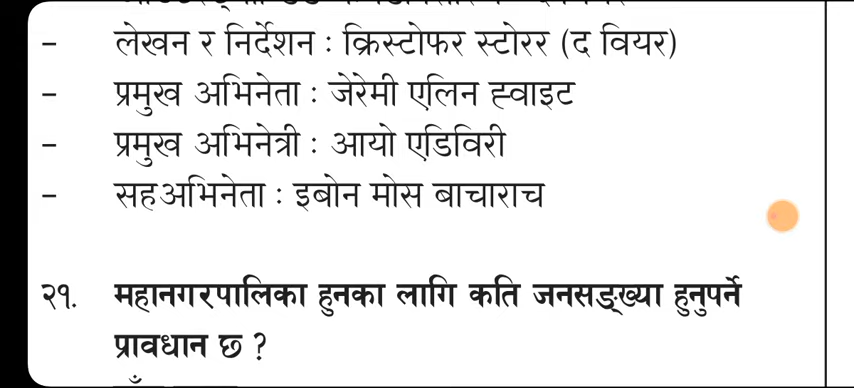 - लेखन र निर्देशन : क्रिस्टोफर स्टोरर (द वियर)
- प्रमुख अभिनेता : जेरेमी एलिन ह्वाइट
- प्रमुख अभिनेत्री : आयो एडिविरी
- सहअभिनेता : इबोन मोस बाचाराच
२१. महानगरपालिका हुनका लागि कति जनसङ्ख्या हुनुपर्ने
प्रावधान छ ?